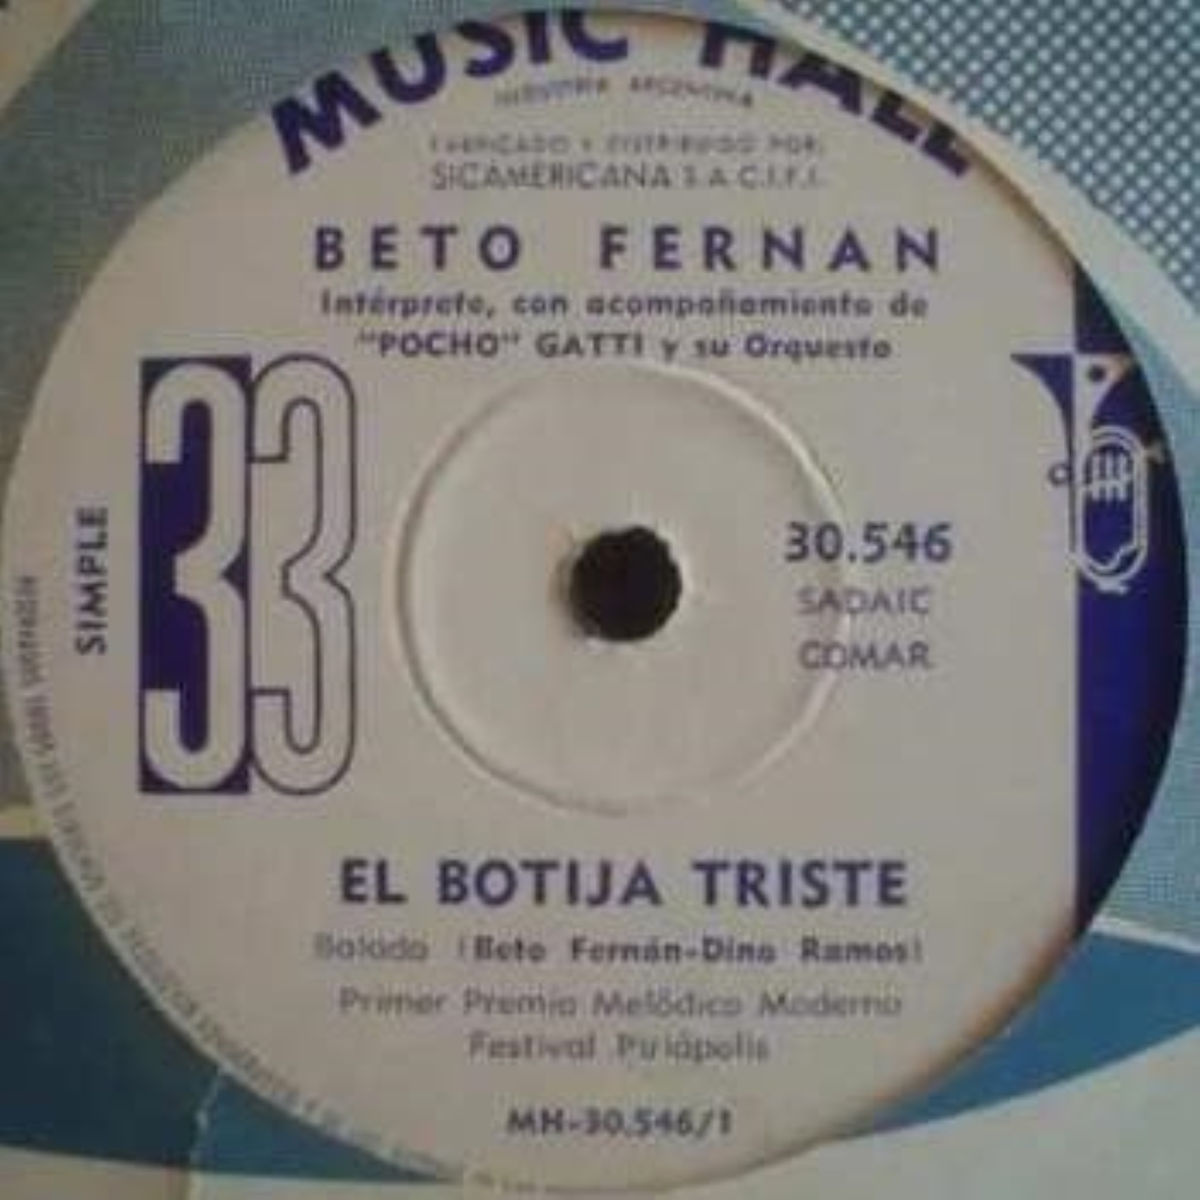 MUSIC HALL
INDUSTRIA ARGENTINA
FABRICADO Y DISTRIBUIDO POR:
SICAMERICANA S.A.C.I.F.I.
BETO FERNAN
Intérprete, con acompañamiento de
"POCHO" GATTI y su Orquesta
33
SIMPLE
30.546
SADAIC
COMAR
EL BOTIJA TRISTE
Balada (Beto Fernán-Dino Ramos)
Primer Premio Melódico Moderno
Festival Piriápolis
MH-30.546/1